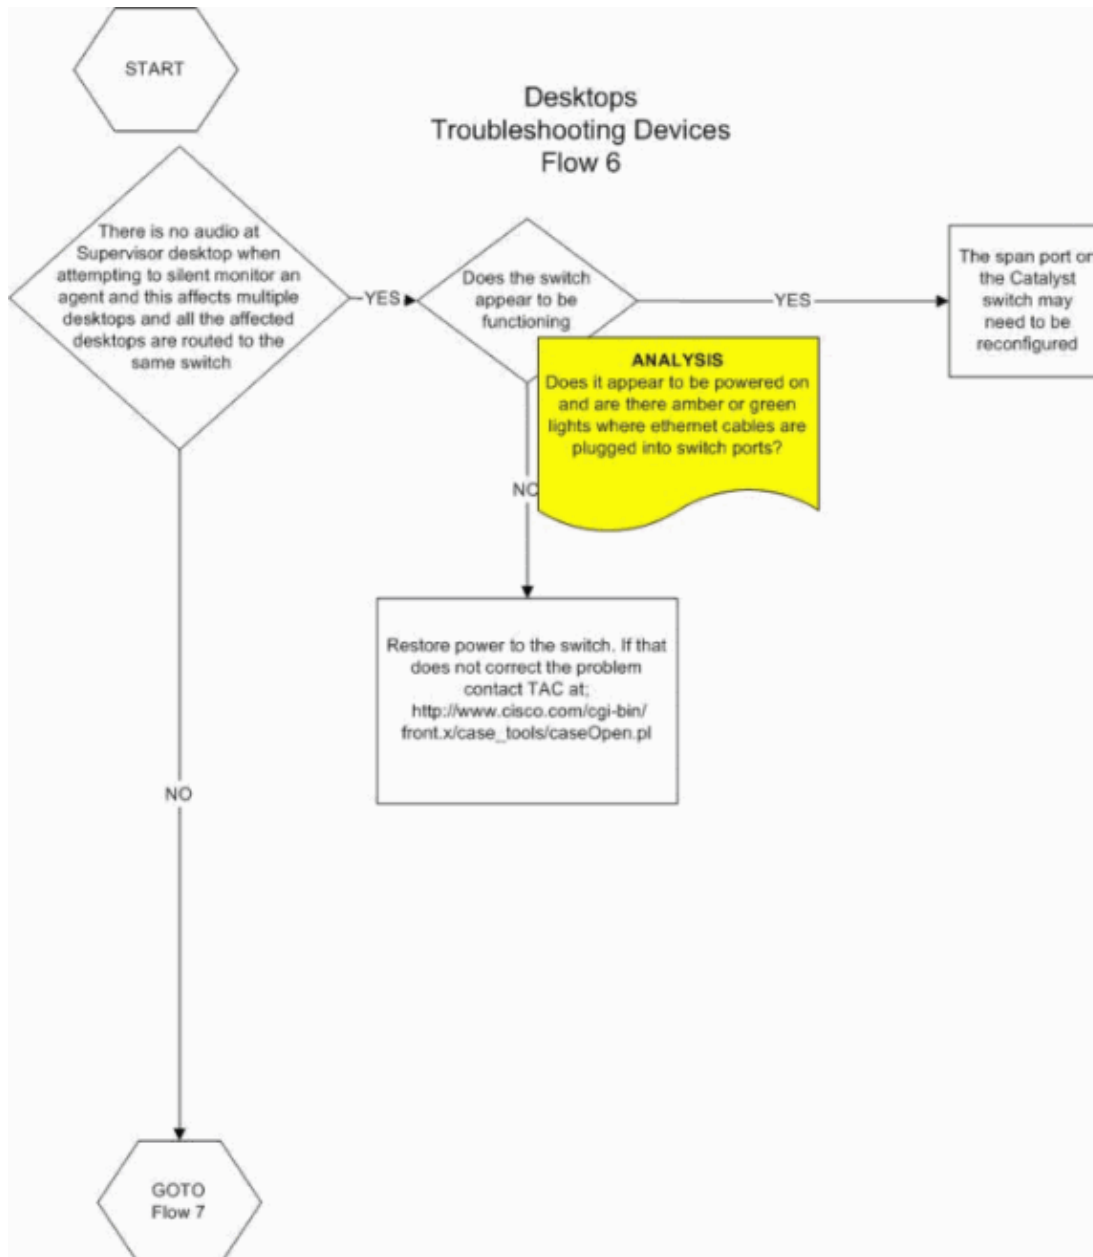 START
Desktops
Troubleshooting Devices
Flow 6
There is no audio at
Supervisor desktop when
attempting to silent monitor an
agent and this affects multiple
desktops and all the affected
desktops are routed to the
same switch
YES
Does the switch
appear to be
functioning
YES
The span port on
the Catalyst
switch may
need to be
reconfigured
ANALYSIS
Does it appear to be powered on
and are there amber or green
lights where ethernet cables are
plugged into switch ports?
NO
Restore power to the switch. If that
does not correct the problem
contact TAC at;
http://www.cisco.com/cgi-bin/
front.x/case_tools/caseOpen.pl
NO
GOTO
Flow 7